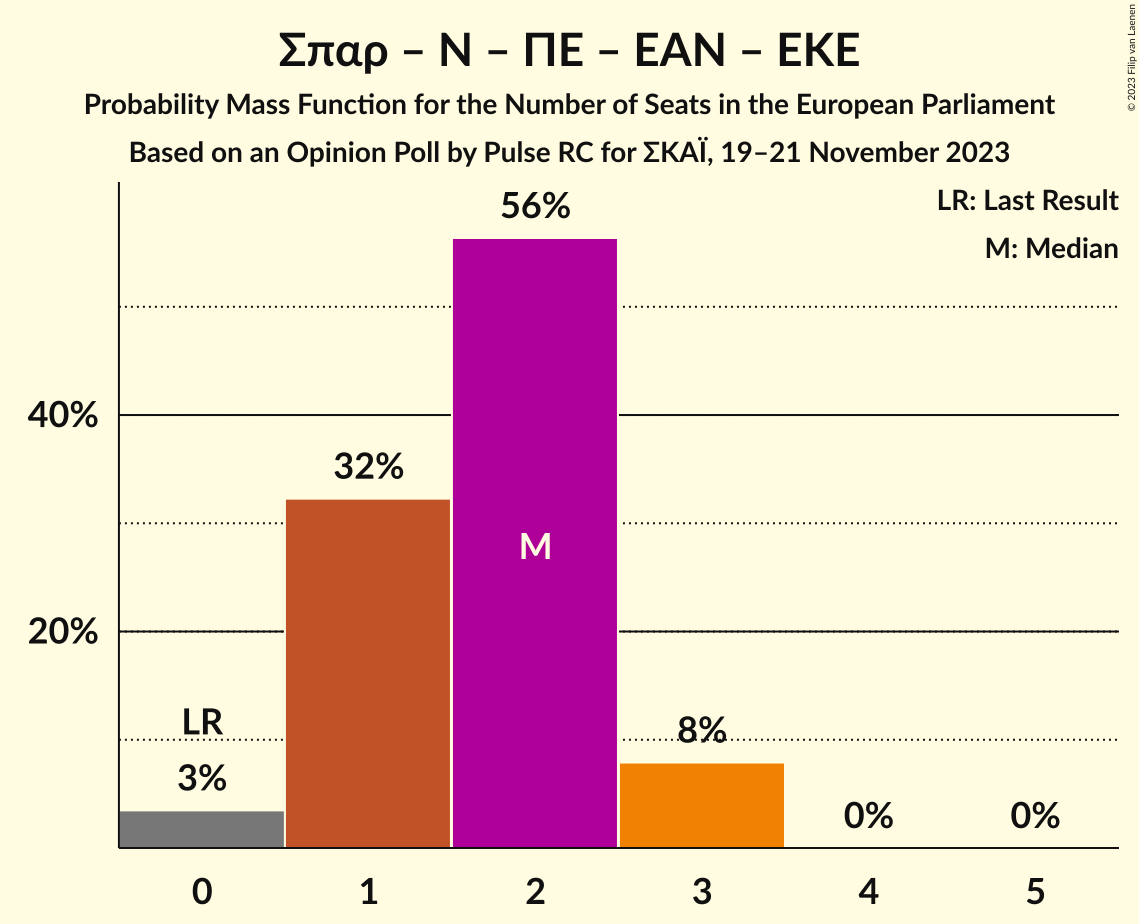 Σπαρ – Ν – ΠΕ – ΕΑΝ – ΕΚΕ
Probability Mass Function for the Number of Seats in the European Parliament
Based on an Opinion Poll by Pulse RC for ΣΚΑΪ, 19–21 November 2023
© 2023 Filip van Laenen
LR: Last Result
M: Median
56%
40%
32%
M
20%
LR
8%
3%
0%
0%
0
1
2
3
4
5